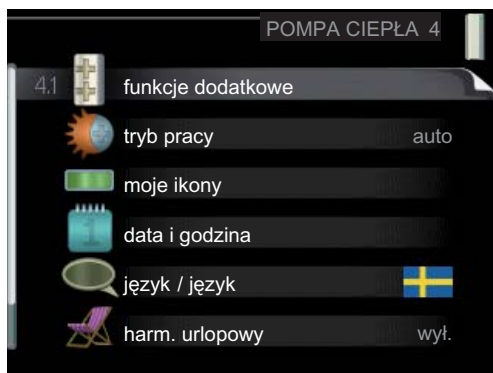 POMPA CIEPŁA 4
4.1 funkcje dodatkowe
tryb pracy auto
moje ikony
1 data i godzina
język / język
harm. urlopowy wył.